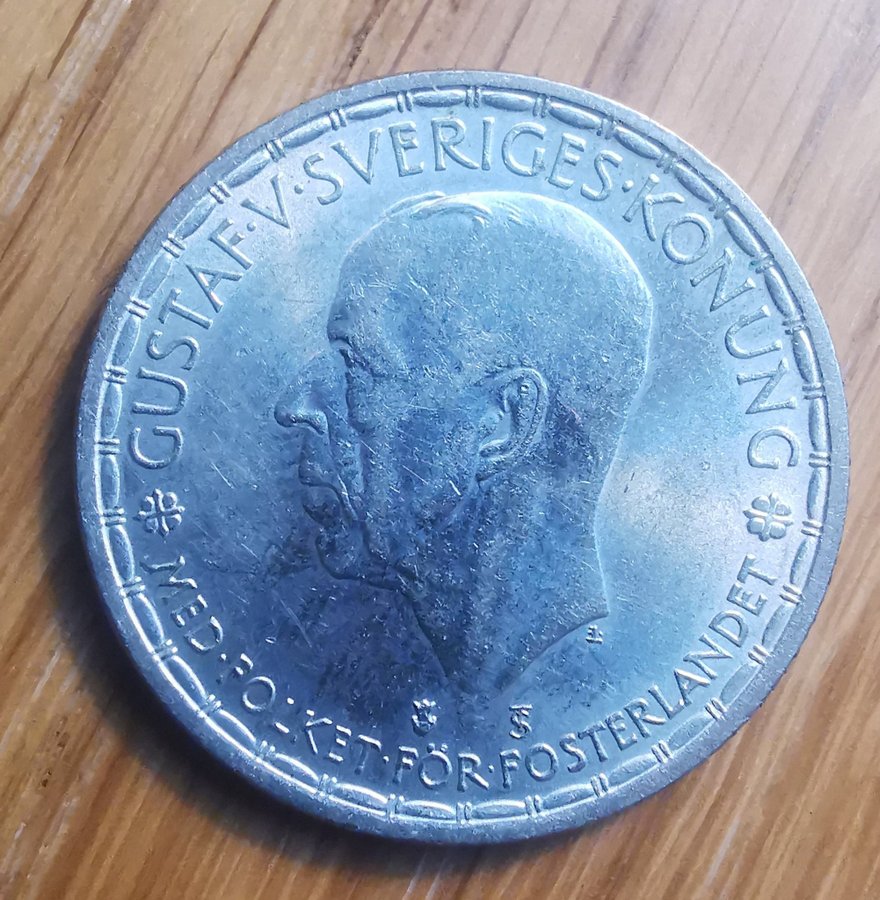 GUSTAF·V·SVERIGES·KONUNG
MED·FOLKET·FÖR·FOSTERLANDET